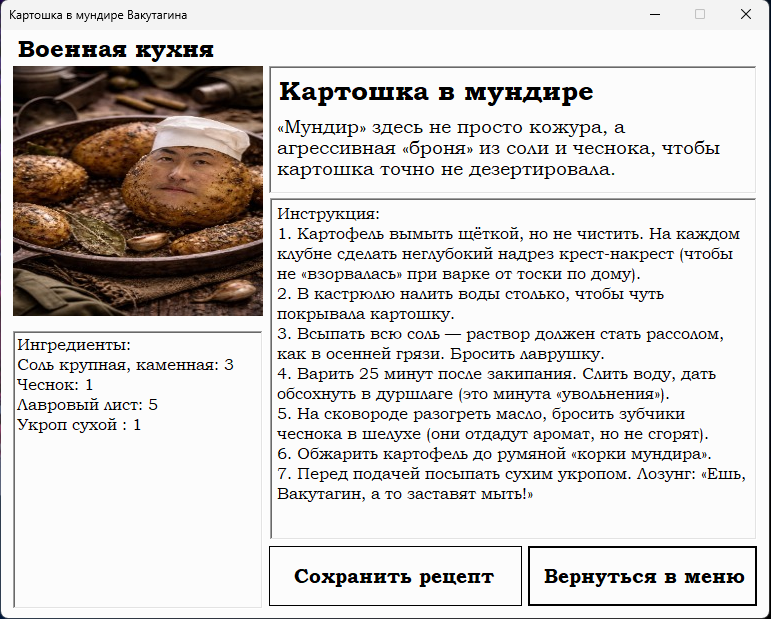 Картошка в мундире Вакутагина
Военная кухня
Картошка в мундире
«Мундир» здесь не просто кожура, а
агрессивная «броня» из соли и чеснока, чтобы
картошка точно не дезертировала.
Инструкция:
1. Картофель вымыть щёткой, но не чистить. На каждом
клубне сделать неглубокий надрез крест-накрест (чтобы
не «взорвалась» при варке от тоски по дому).
2. В кастрюлю налить воды столько, чтобы чуть
покрывала картошку.
3. Всыпать всю соль — раствор должен стать рассолом,
как в осенней грязи. Бросить лаврушку.
4. Варить 25 минут после закипания. Слить воду, дать
обсохнуть в дуршлаге (это минута «увольнения»).
5. На сковороде разогреть масло, бросить зубчики
чеснока в шелухе (они отдадут аромат, но не сгорят).
6. Обжарить картофель до румяной «корки мундира».
7. Перед подачей посыпать сухим укропом. Лозунг: «Ешь,
Вакутагин, а то заставят мыть!»
Ингредиенты:
Соль крупная, каменная: 3
Чеснок: 1
Лавровый лист: 5
Укроп сухой : 1
Сохранить рецепт
Вернуться в меню